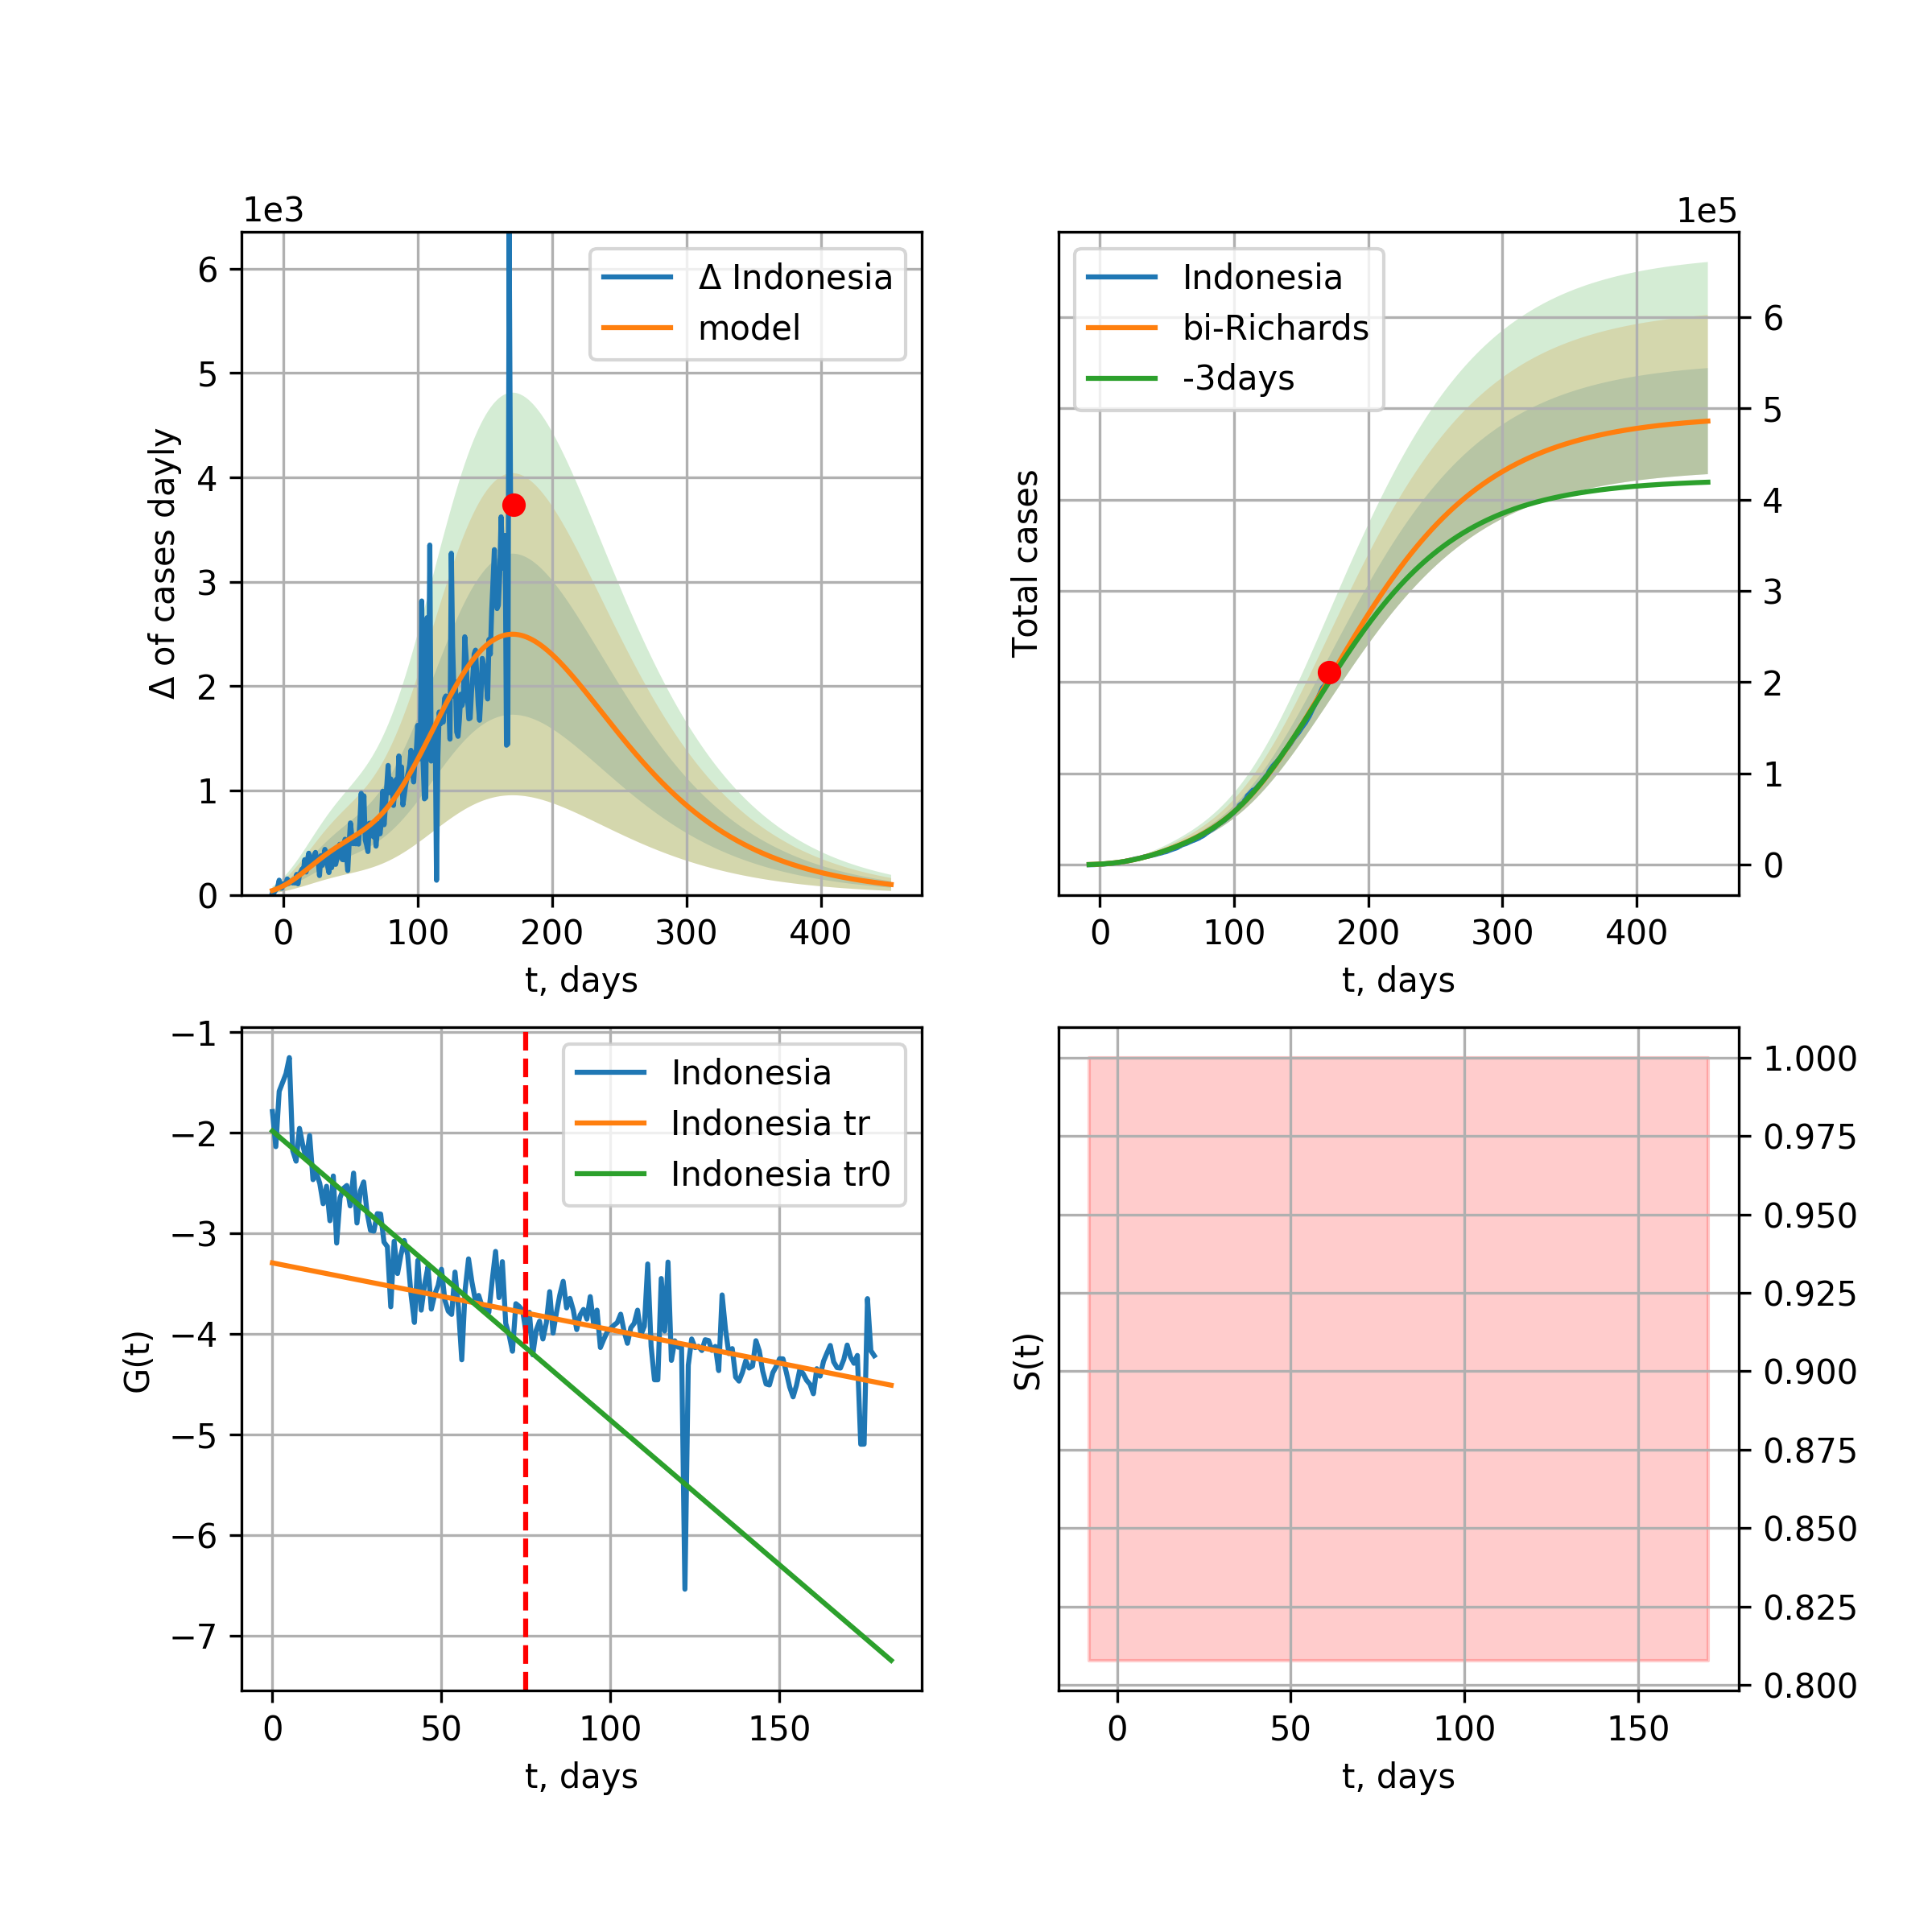 1e3
6
5
4
3
2
1
0
Δ of cases dayly
Δ Indonesia
model
0 100 200 300 400
t, days
1e5
Indonesia
bi-Richards
-3days
Total cases
6
5
4
3
2
1
0
0 100 200 300 400
t, days
−1
−2
−3
−4
−5
−6
−7
G(t)
Indonesia
Indonesia tr
Indonesia tr0
0 50 100 150
t, days
S(t)
1.000
0.975
0.950
0.925
0.900
0.875
0.850
0.825
0.800
0 50 100 150
t, days